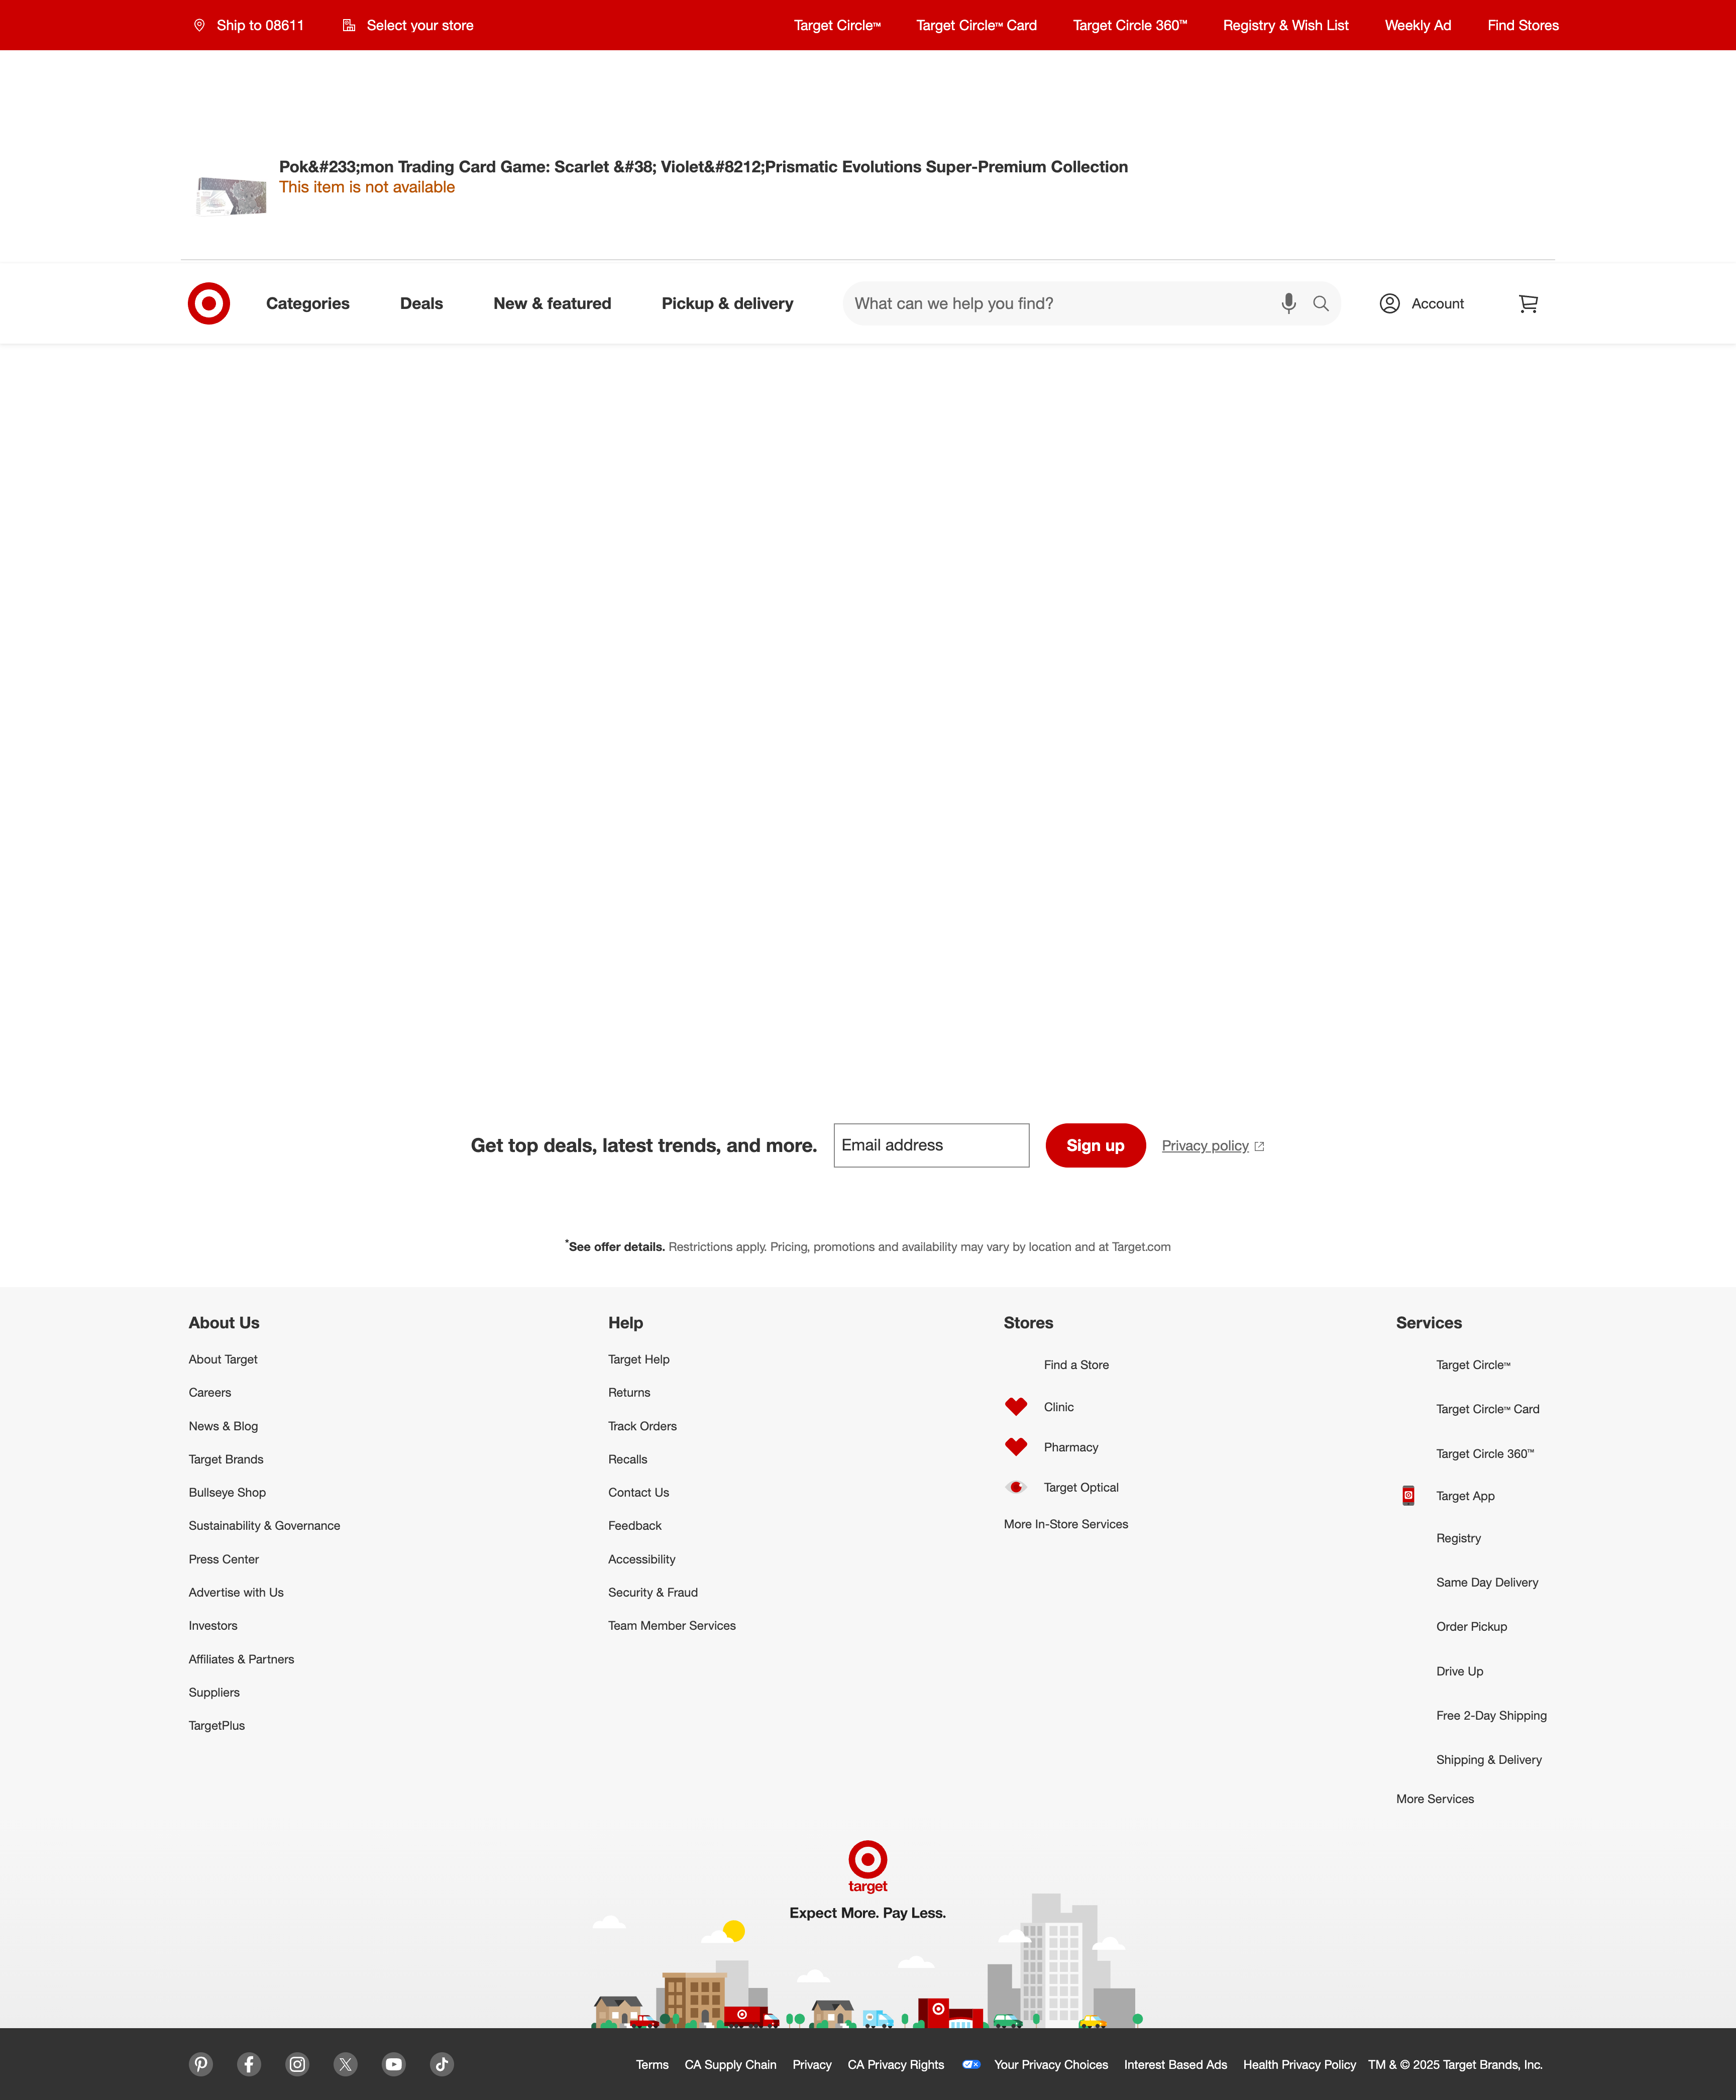 Ship to 08611 Select your store Target Circle™ Target Circle™ Card Target Circle 360™ Registry & Wish List Weekly Ad Find Stores
Pok&#233;mon Trading Card Game: Scarlet &#38; Violet&#8212;Prismatic Evolutions Super-Premium Collection
This item is not available
Categories Deals New & featured Pickup & delivery What can we help you find? Account
Get top deals, latest trends, and more. Email address Sign up Privacy policy
*See offer details. Restrictions apply. Pricing, promotions and availability may vary by location and at Target.com
About Us
About Target
Careers
News & Blog
Target Brands
Bullseye Shop
Sustainability & Governance
Press Center
Advertise with Us
Investors
Affiliates & Partners
Suppliers
TargetPlus
Help
Target Help
Returns
Track Orders
Recalls
Contact Us
Feedback
Accessibility
Security & Fraud
Team Member Services
Stores
Find a Store
Clinic
Pharmacy
Target Optical
More In-Store Services
Services
Target Circle™
Target Circle™ Card
Target Circle 360™
Target App
Registry
Same Day Delivery
Order Pickup
Drive Up
Free 2-Day Shipping
Shipping & Delivery
More Services
target
Expect More. Pay Less.
Terms CA Supply Chain Privacy CA Privacy Rights Your Privacy Choices Interest Based Ads Health Privacy Policy TM & © 2025 Target Brands, Inc.